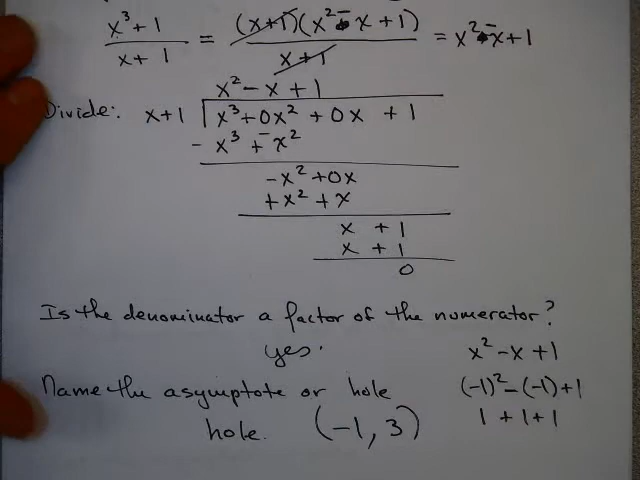 x³ + 1 / x + 1 = (x+1)(x² - x + 1) / x+1 = x² - x + 1
x² - x + 1
Divide: x+1 ⟌ x³ + 0x² + 0x + 1
- x³ + - x²
-x² + 0x
+x² + x
x + 1
x + 1
0
Is the denominator a factor of the numerator?
yes.
x² - x + 1
Name the asymptote or hole
(-1)² - (-1) + 1
hole. (-1, 3)
1 + 1 + 1